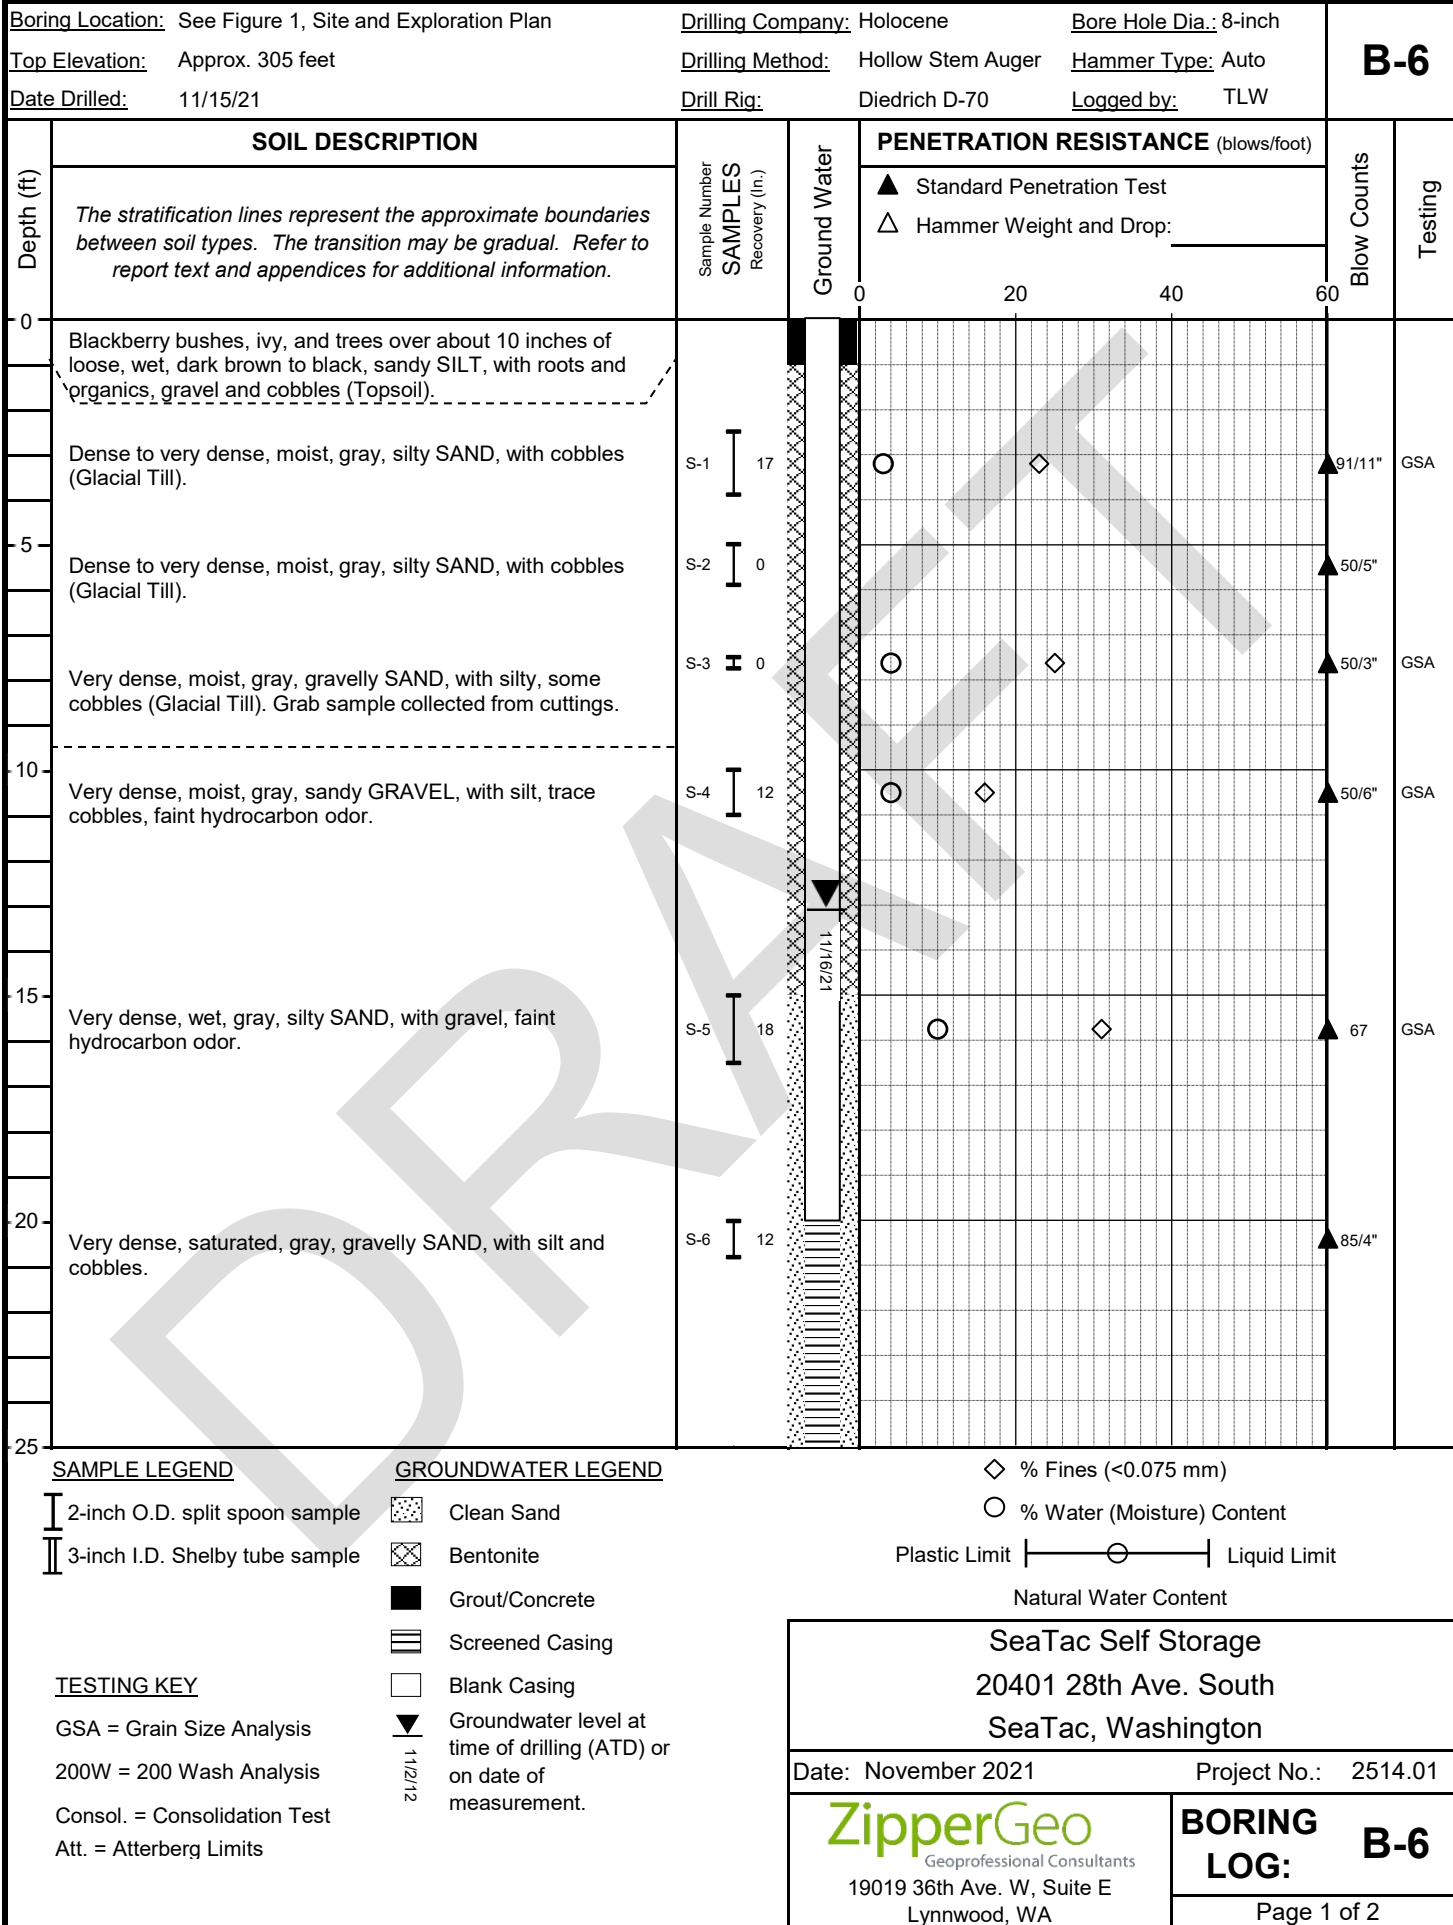 Boring Location: See Figure 1, Site and Exploration Plan
Drilling Company: Holocene
Bore Hole Dia.: 8-inch
B-6
Top Elevation: Approx. 305 feet
Drilling Method: Hollow Stem Auger
Hammer Type: Auto
Date Drilled: 11/15/21
Drill Rig: Diedrich D-70
Logged by: TLW
Depth (ft)
SOIL DESCRIPTION
The stratification lines represent the approximate boundaries
between soil types. The transition may be gradual. Refer to
report text and appendices for additional information.
Sample Number
SAMPLES
Recovery (In.)
Ground Water
PENETRATION RESISTANCE (blows/foot)
▲ Standard Penetration Test
△ Hammer Weight and Drop:
0 20 40 60
Blow Counts
Testing
0
Blackberry bushes, ivy, and trees over about 10 inches of
loose, wet, dark brown to black, sandy SILT, with roots and
organics, gravel and cobbles (Topsoil).
Dense to very dense, moist, gray, silty SAND, with cobbles
(Glacial Till).
S-1 17 91/11" GSA
5
Dense to very dense, moist, gray, silty SAND, with cobbles
(Glacial Till).
S-2 0 50/5"
Very dense, moist, gray, gravelly SAND, with silty, some
cobbles (Glacial Till). Grab sample collected from cuttings.
S-3 0 50/3" GSA
10
Very dense, moist, gray, sandy GRAVEL, with silt, trace
cobbles, faint hydrocarbon odor.
S-4 12 50/6" GSA
11/16/21
15
Very dense, wet, gray, silty SAND, with gravel, faint
hydrocarbon odor.
S-5 18 67 GSA
20
Very dense, saturated, gray, gravelly SAND, with silt and
cobbles.
S-6 12 85/4"
25
DRAFT
SAMPLE LEGEND
2-inch O.D. split spoon sample
3-inch I.D. Shelby tube sample
GROUNDWATER LEGEND
Clean Sand
Bentonite
Grout/Concrete
Screened Casing
Blank Casing
Groundwater level at
time of drilling (ATD) or
on date of
measurement.
11/2/12
TESTING KEY
GSA = Grain Size Analysis
200W = 200 Wash Analysis
Consol. = Consolidation Test
Att. = Atterberg Limits
% Fines (<0.075 mm)
% Water (Moisture) Content
Plastic Limit Liquid Limit
Natural Water Content
SeaTac Self Storage
20401 28th Ave. South
SeaTac, Washington
Date: November 2021 Project No.: 2514.01
ZipperGeo
Geoprofessional Consultants
19019 36th Ave. W, Suite E
Lynnwood, WA
BORING
LOG:
B-6
Page 1 of 2